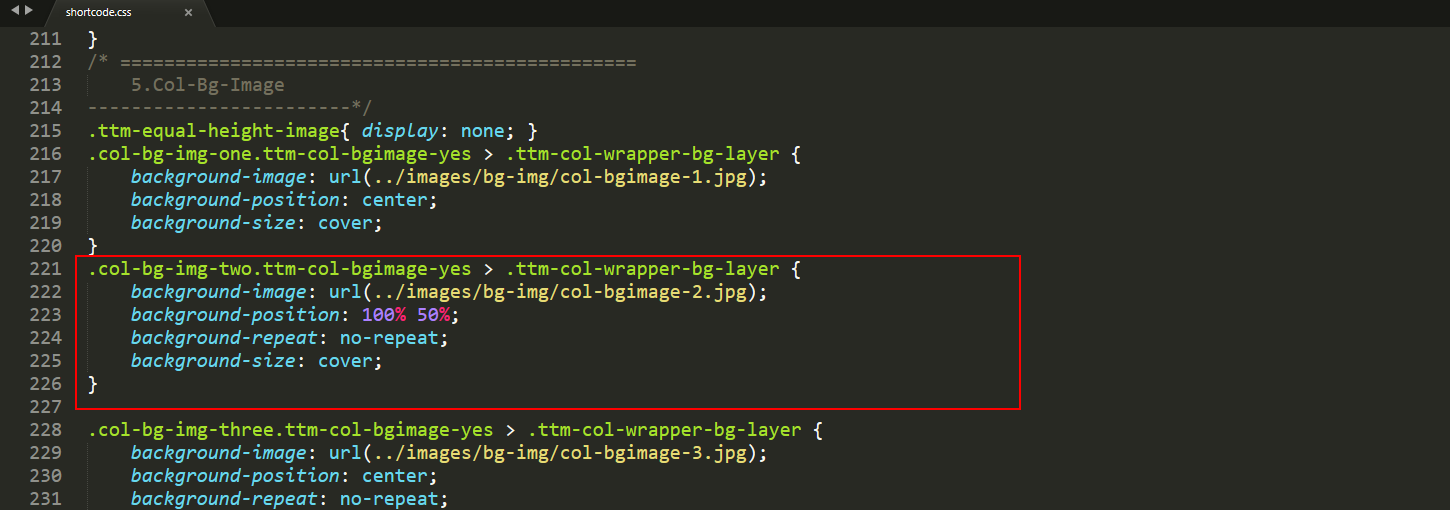 shortcode.css ×
211 }
212 /* ===============================================
213     5.Col-Bg-Image
214 ------------------------*/
215 .ttm-equal-height-image{ display: none; }
216 .col-bg-img-one.ttm-col-bgimage-yes > .ttm-col-wrapper-bg-layer {
217     background-image: url(../images/bg-img/col-bgimage-1.jpg);
218     background-position: center;
219     background-size: cover;
220 }
221 .col-bg-img-two.ttm-col-bgimage-yes > .ttm-col-wrapper-bg-layer {
222     background-image: url(../images/bg-img/col-bgimage-2.jpg);
223     background-position: 100% 50%;
224     background-repeat: no-repeat;
225     background-size: cover;
226 }
227
228 .col-bg-img-three.ttm-col-bgimage-yes > .ttm-col-wrapper-bg-layer {
229     background-image: url(../images/bg-img/col-bgimage-3.jpg);
230     background-position: center;
231     background-repeat: no-repeat;